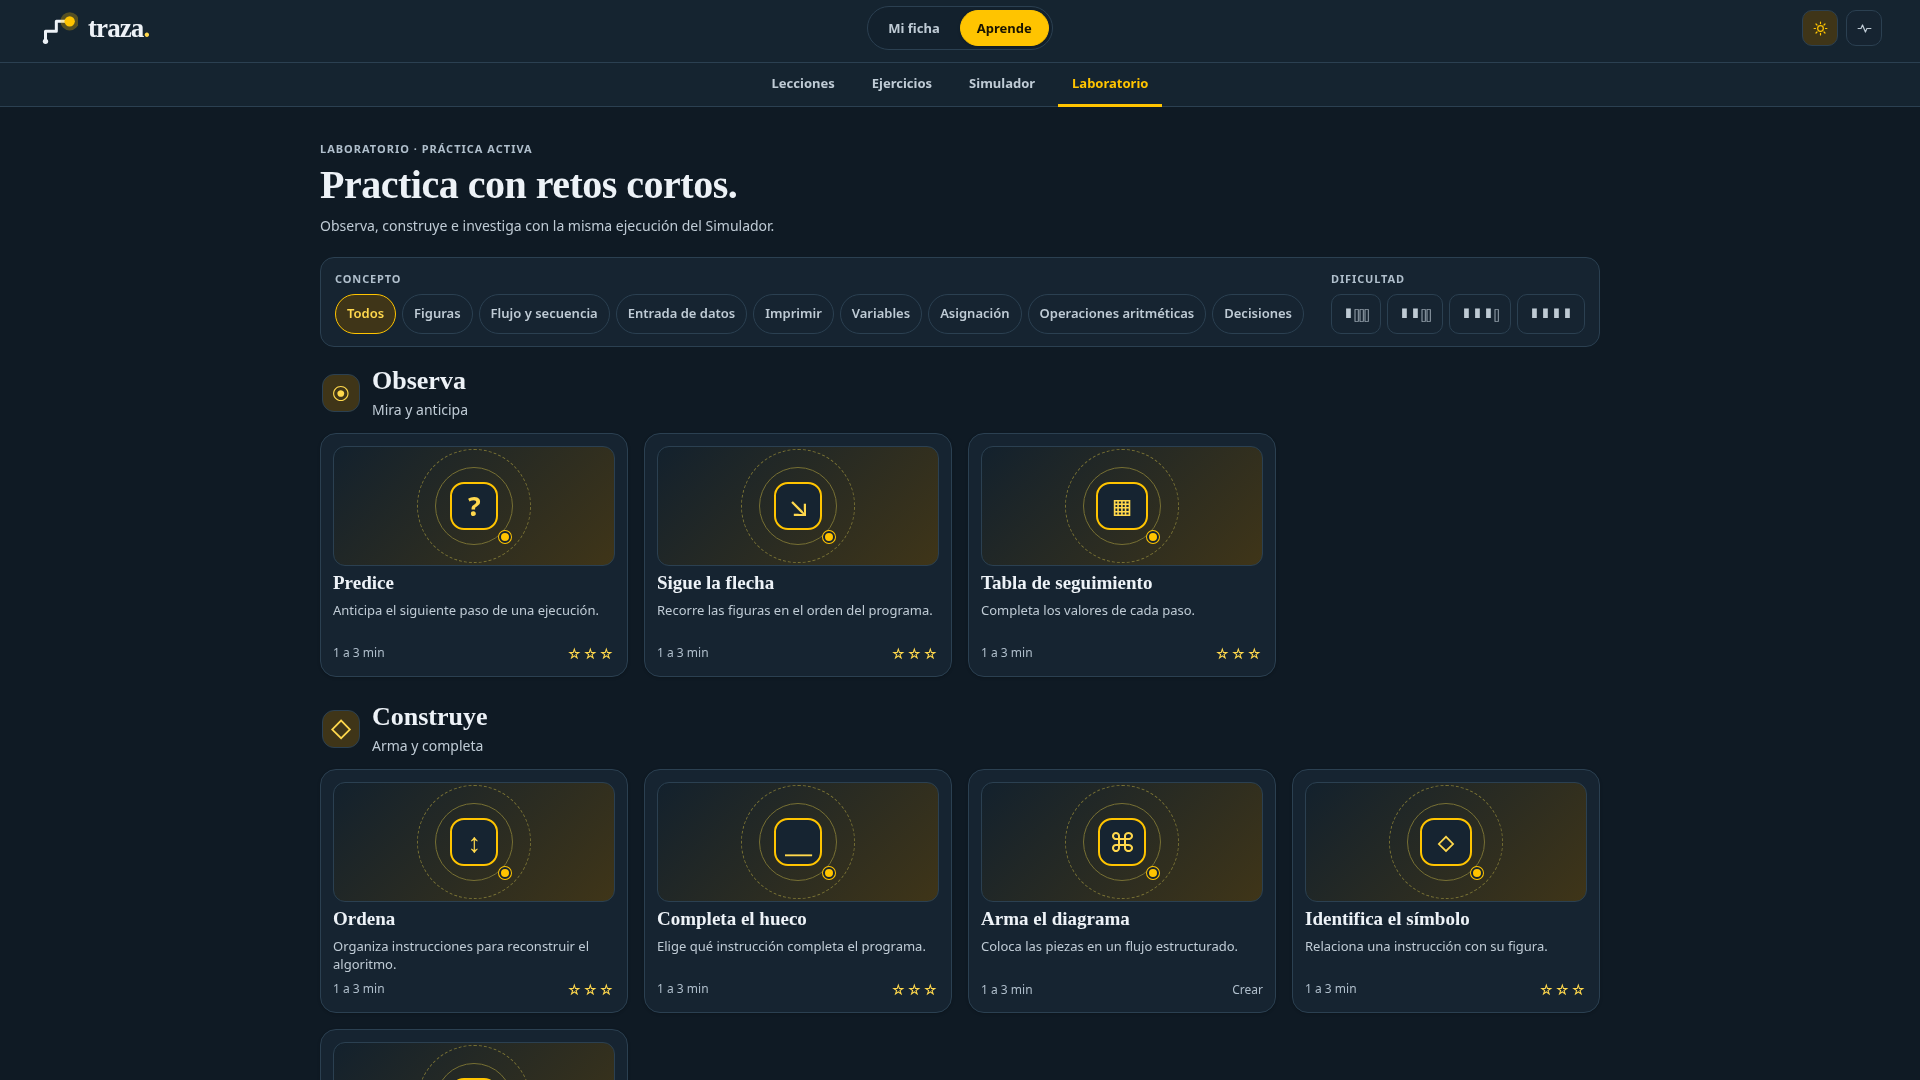 traza.
Mi ficha
Aprende
Lecciones
Ejercicios
Simulador
Laboratorio
LABORATORIO · PRÁCTICA ACTIVA
Practica con retos cortos.
Observa, construye e investiga con la misma ejecución del Simulador.
CONCEPTO
Todos
Figuras
Flujo y secuencia
Entrada de datos
Imprimir
Variables
Asignación
Operaciones aritméticas
Decisiones
DIFICULTAD
Observa
Mira y anticipa
?
Predice
Anticipa el siguiente paso de una ejecución.
1 a 3 min
Sigue la flecha
Recorre las figuras en el orden del programa.
1 a 3 min
Tabla de seguimiento
Completa los valores de cada paso.
1 a 3 min
Construye
Arma y completa
Ordena
Organiza instrucciones para reconstruir el
algoritmo.
1 a 3 min
Completa el hueco
Elige qué instrucción completa el programa.
1 a 3 min
Arma el diagrama
Coloca las piezas en un flujo estructurado.
1 a 3 min
Crear
Identifica el símbolo
Relaciona una instrucción con su figura.
1 a 3 min